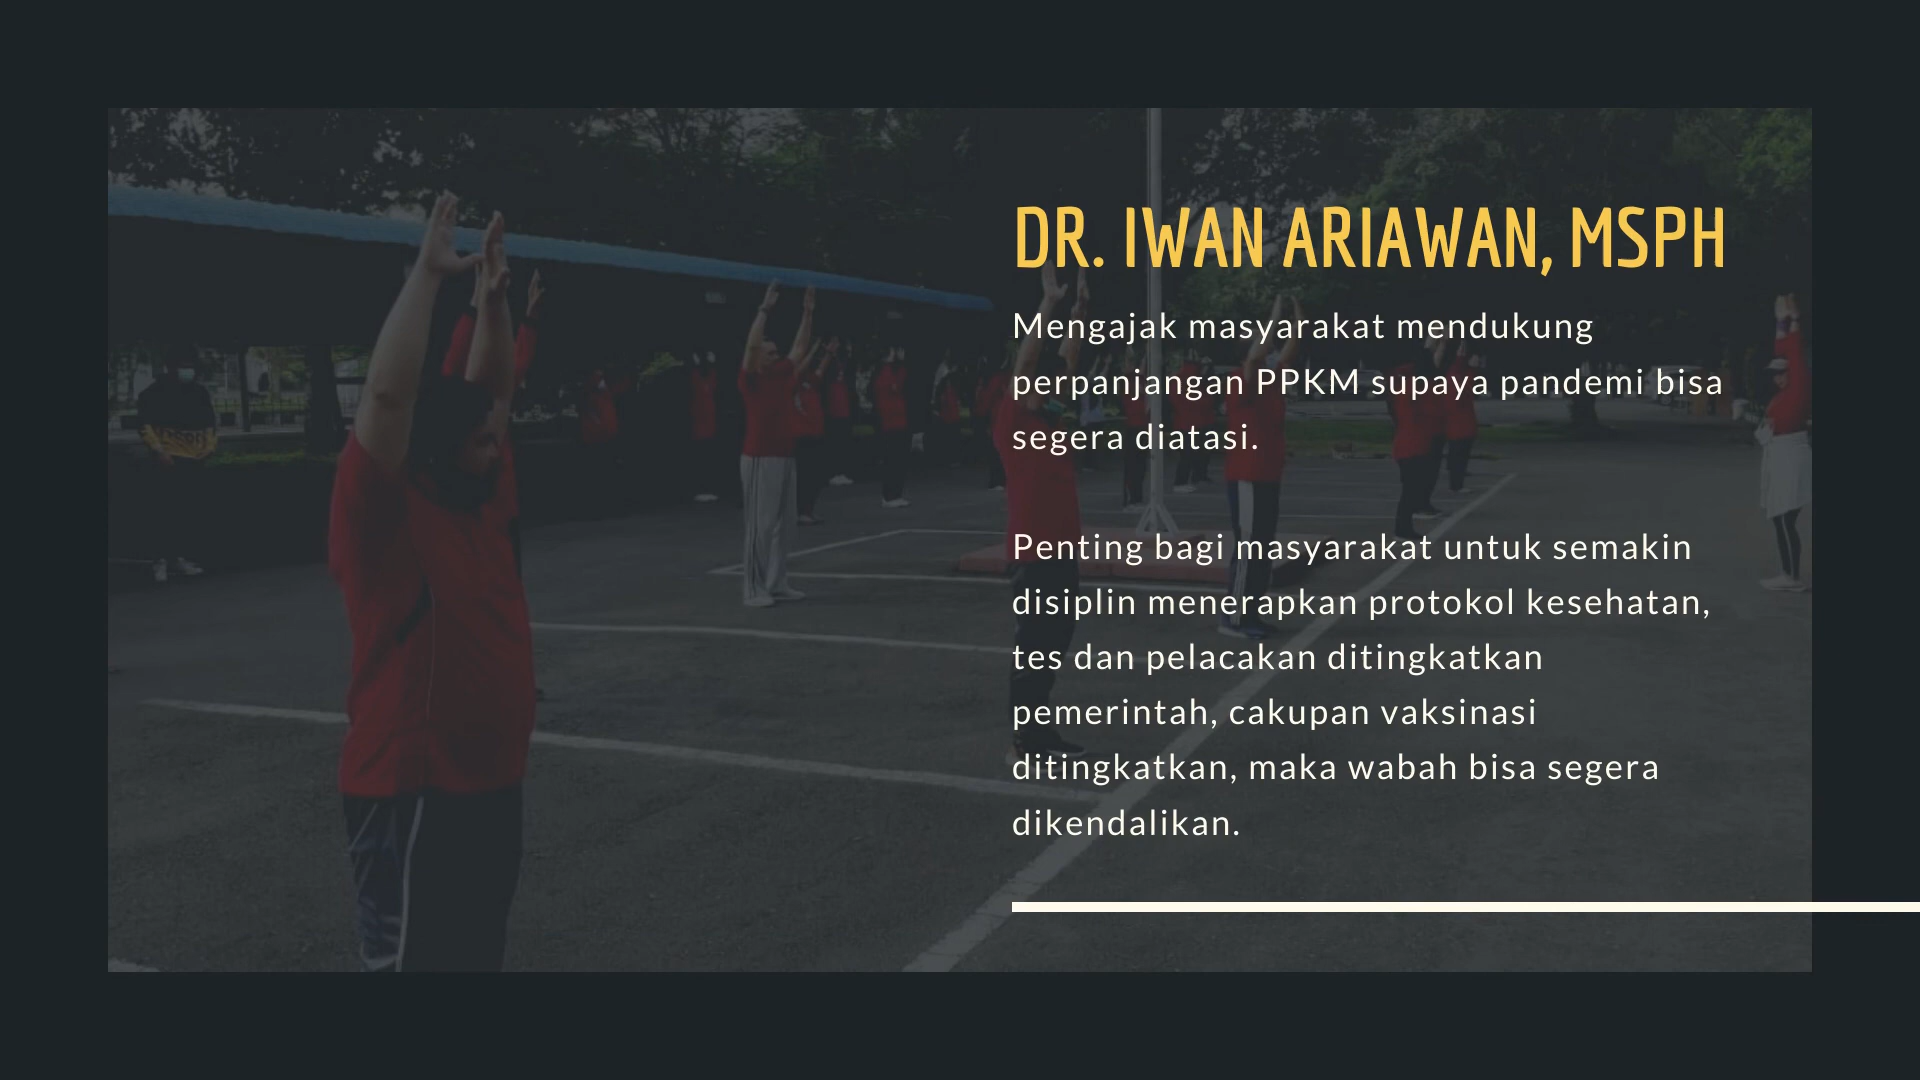 DR. IWAN ARIAWAN, MSPH
Mengajak masyarakat mendukung
perpanjangan PPKM supaya pandemi bisa
segera diatasi.
Penting bagi masyarakat untuk semakin
disiplin menerapkan protokol kesehatan,
tes dan pelacakan ditingkatkan
pemerintah, cakupan vaksinasi
ditingkatkan, maka wabah bisa segera
dikendalikan.